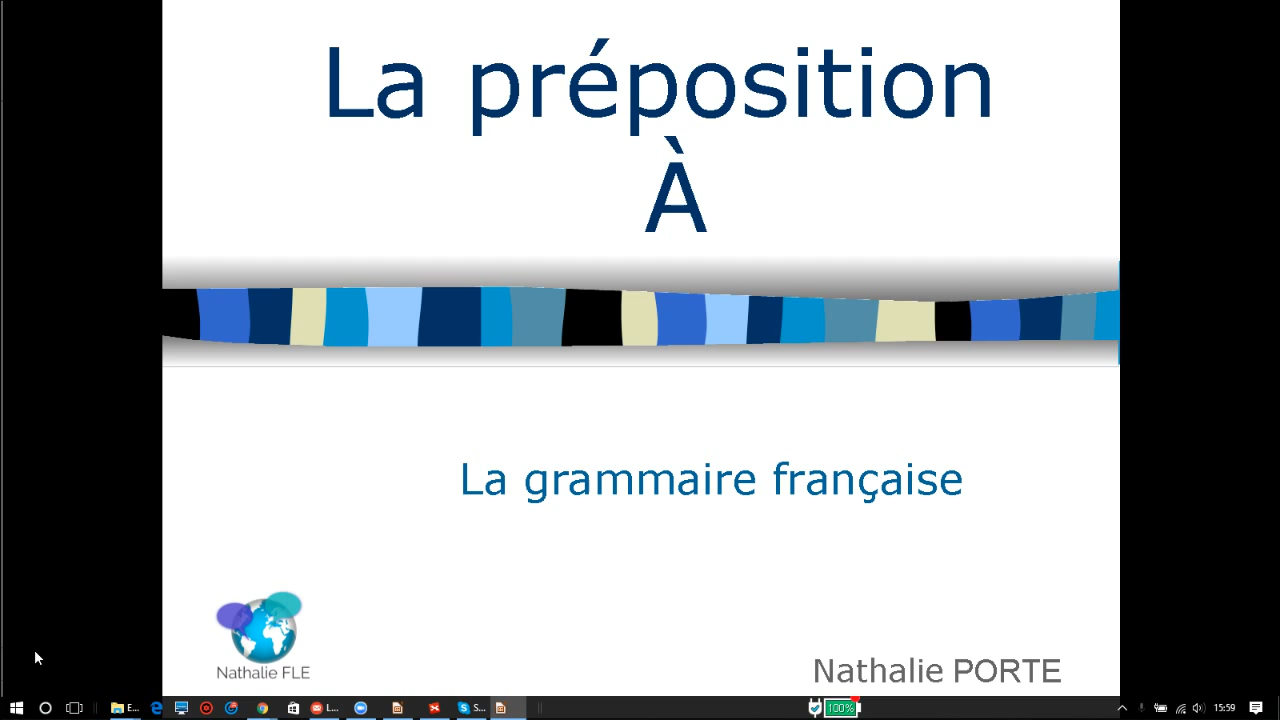 La préposition
À
La grammaire française
Nathalie FLE
Nathalie PORTE
E...
L...
S...
100%
15:59